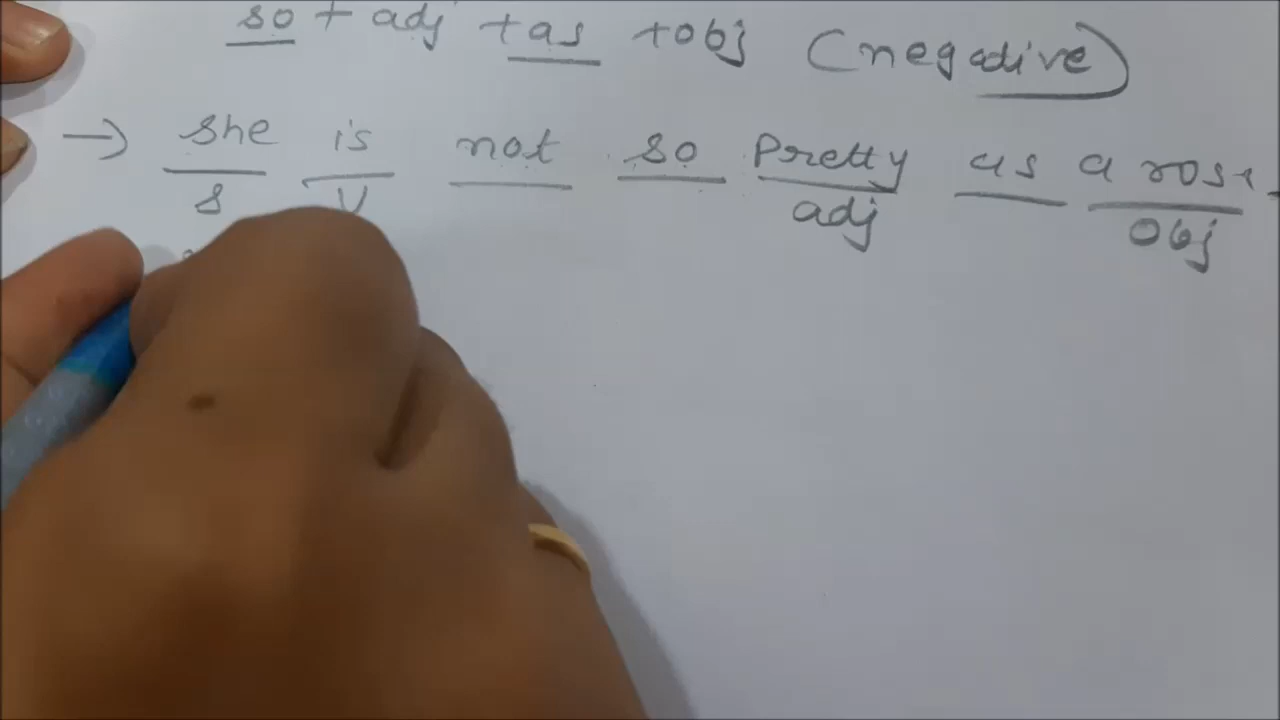 so + adj + as + obj (negative)
→ she is not so pretty as a rose.
s v adj obj